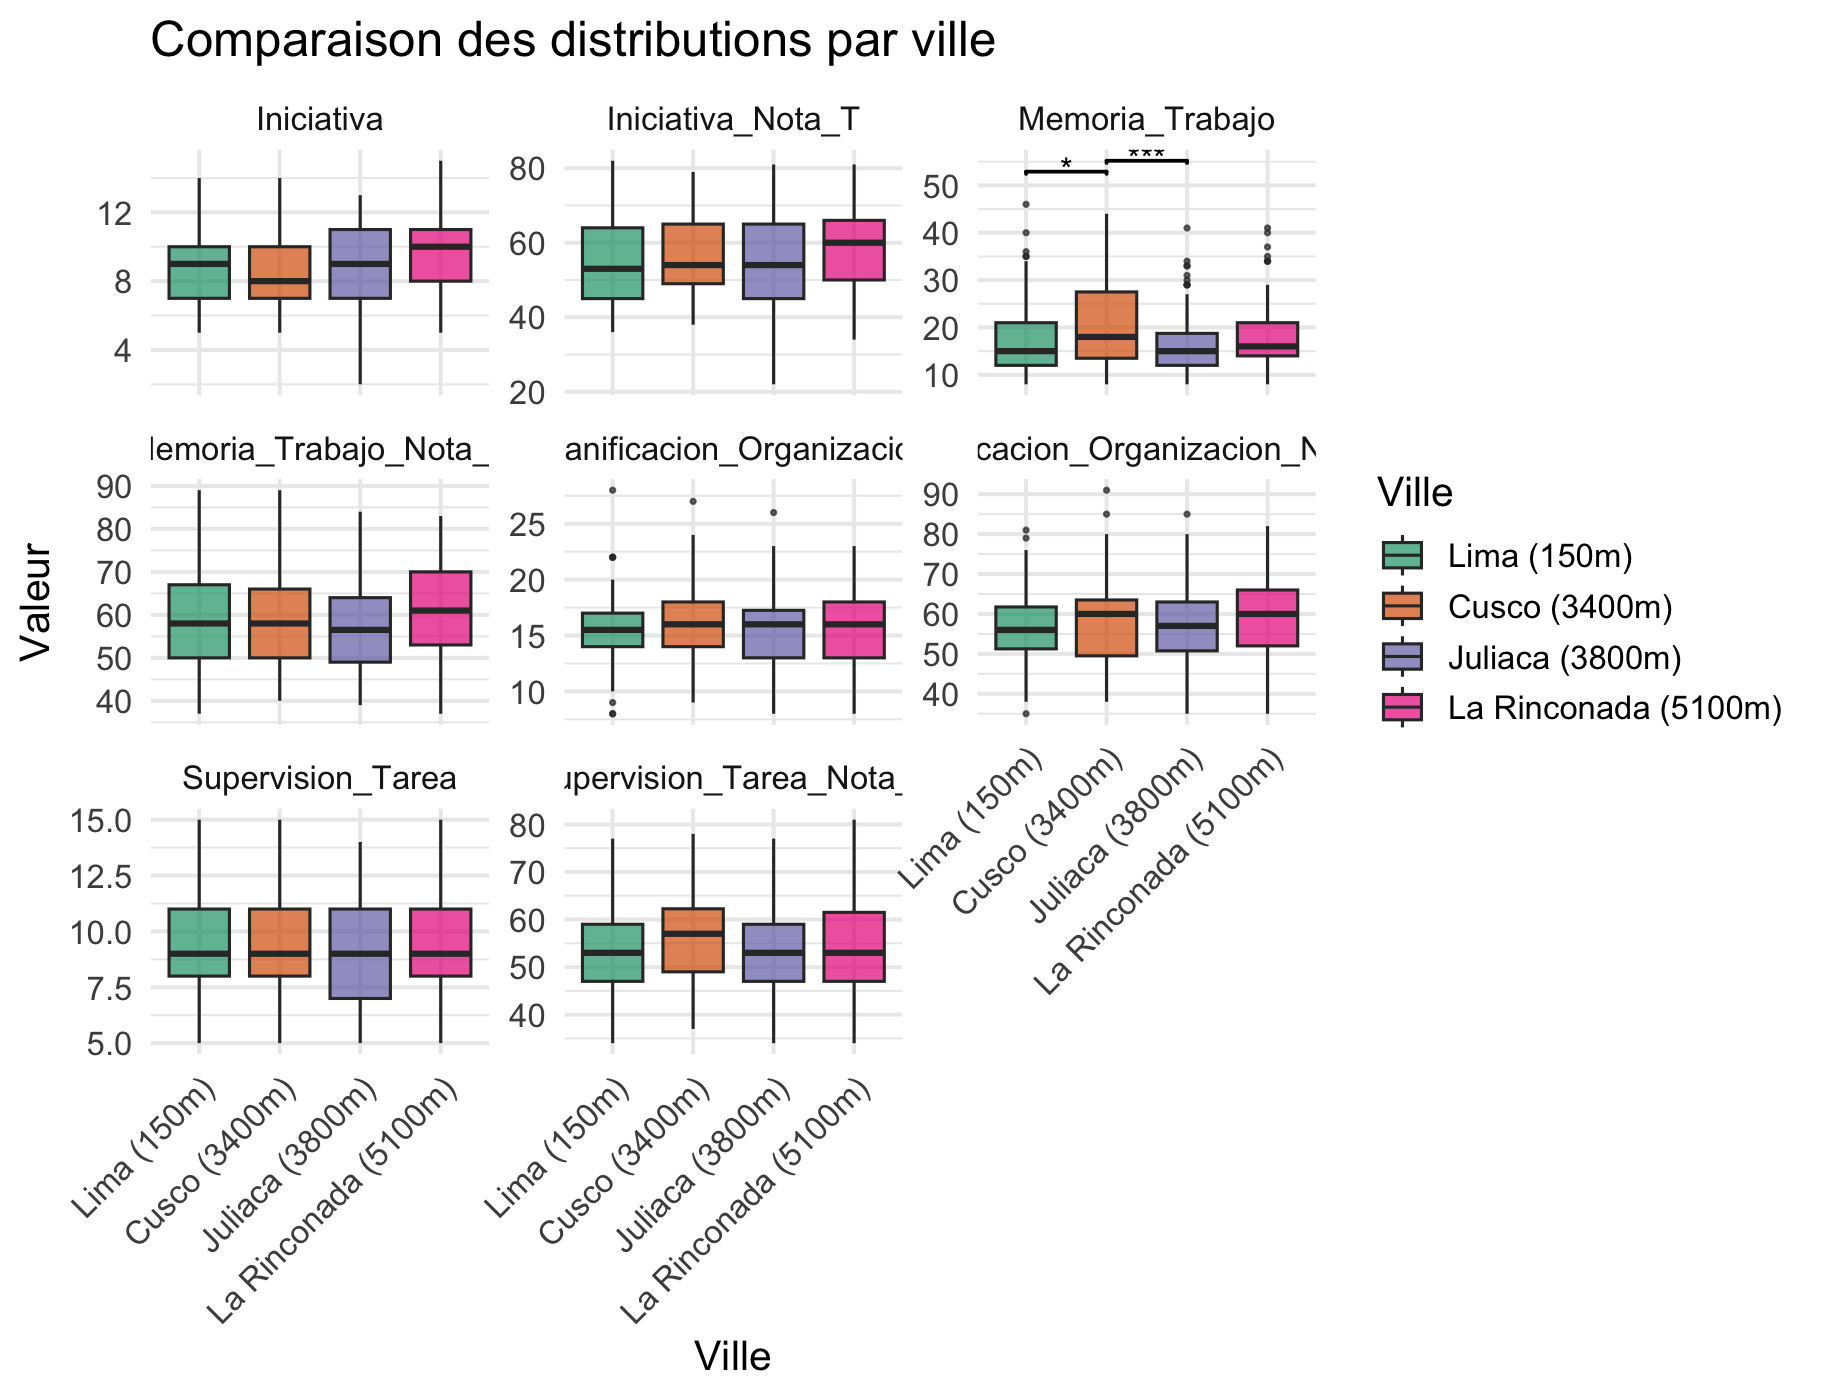 Comparaison des distributions par ville
Iniciativa
Iniciativa_Nota_T
Memoria_Trabajo
12
8
4
80
60
40
20
*
***
50
40
30
20
10
lemoria_Trabajo_Nota_
anificacion_Organizacio
cacion_Organizacion_N
90
80
70
60
50
40
25
20
15
10
90
80
70
60
50
40
Supervision_Tarea
upervision_Tarea_Nota_
15.0
12.5
10.0
7.5
5.0
80
70
60
50
40
Lima (150m)
Cusco (3400m)
Juliaca (3800m)
La Rinconada (5100m)
Lima (150m)
Cusco (3400m)
Juliaca (3800m)
La Rinconada (5100m)
Lima (150m)
Cusco (3400m)
Juliaca (3800m)
La Rinconada (5100m)
Valeur
Ville
Ville
Lima (150m)
Cusco (3400m)
Juliaca (3800m)
La Rinconada (5100m)